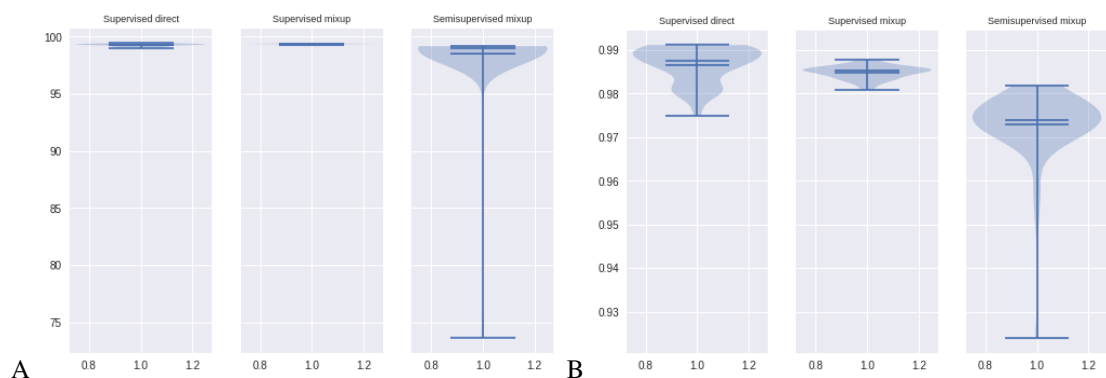 Supervised direct Supervised mixup Semisupervised mixup
100
95
90
85
80
75
0.8 1.0 1.2 0.8 1.0 1.2 0.8 1.0 1.2
A
Supervised direct Supervised mixup Semisupervised mixup
0.99
0.98
0.97
0.96
0.95
0.94
0.93
0.8 1.0 1.2 0.8 1.0 1.2 0.8 1.0 1.2
B